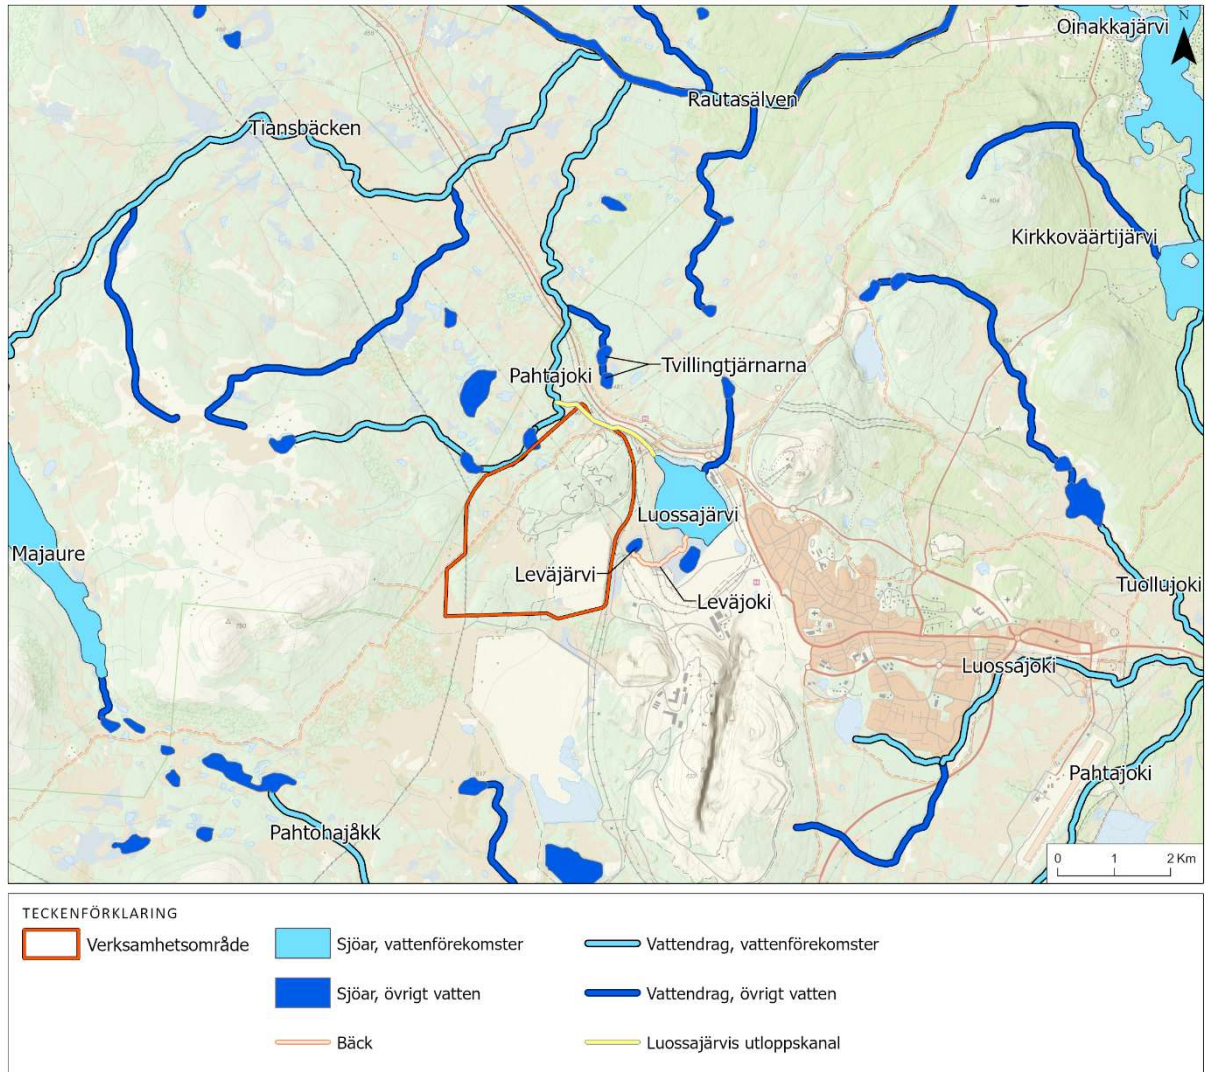 N
Oinakkajärvi
Rautasälven
Tiansbäcken
Kirkkoväärtijärvi
Tvillingtjärnarna
Pahtajoki
Luossajärvi
Majaure
Leväjärvi
Leväjoki
Tuollujoki
Luossajoki
Pahtajoki
Pahtohajåkk
0 1 2 Km
TECKENFÖRKLARING
Verksamhetsområde
Sjöar, vattenförekomster
Vattendrag, vattenförekomster
Sjöar, övrigt vatten
Vattendrag, övrigt vatten
Bäck
Luossajärvis utloppskanal